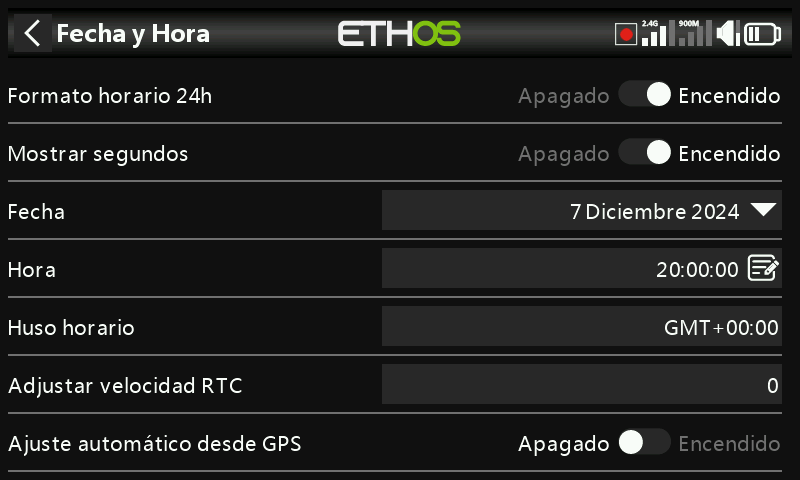 Fecha y Hora ETHOS 2.4G 900M
Formato horario 24h Apagado Encendido
Mostrar segundos Apagado Encendido
Fecha 7 Diciembre 2024
Hora 20:00:00
Huso horario GMT+00:00
Adjustar velocidad RTC 0
Ajuste automático desde GPS Apagado Encendido